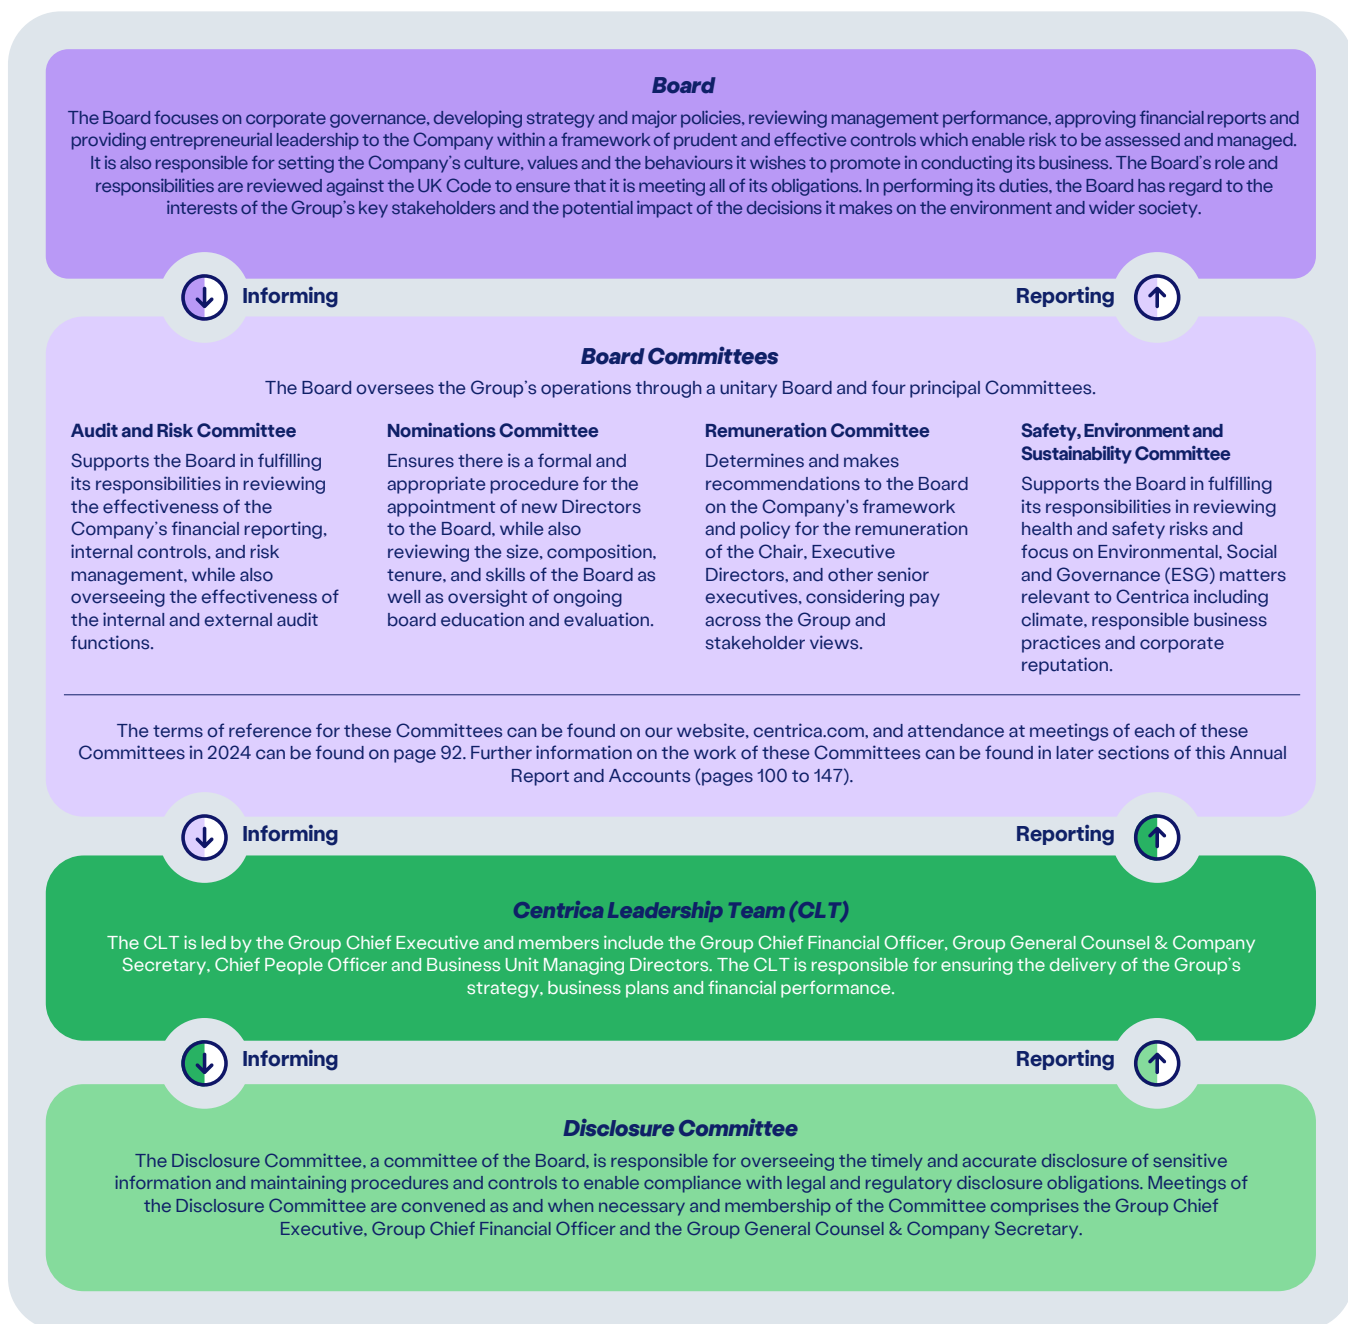 Board
The Board focuses on corporate governance, developing strategy and major policies, reviewing management performance, approving financial reports and
providing entrepreneurial leadership to the Company within a framework of prudent and effective controls which enable risk to be assessed and managed.
It is also responsible for setting the Company's culture, values and the behaviours it wishes to promote in conducting its business. The Board's role and
responsibilities are reviewed against the UK Code to ensure that it is meeting all of its obligations. In performing its duties, the Board has regard to the
interests of the Group's key stakeholders and the potential impact of the decisions it makes on the environment and wider society.
Informing
Reporting
Board Committees
The Board oversees the Group's operations through a unitary Board and four principal Committees.
Audit and Risk Committee
Supports the Board in fulfilling
its responsibilities in reviewing
the effectiveness of the
Company's financial reporting,
internal controls, and risk
management, while also
overseeing the effectiveness of
the internal and external audit
functions.
Nominations Committee
Ensures there is a formal and
appropriate procedure for the
appointment of new Directors
to the Board, while also
reviewing the size, composition,
tenure, and skills of the Board as
well as oversight of ongoing
board education and evaluation.
Remuneration Committee
Determines and makes
recommendations to the Board
on the Company's framework
and policy for the remuneration
of the Chair, Executive
Directors, and other senior
executives, considering pay
across the Group and
stakeholder views.
Safety, Environment and
Sustainability Committee
Supports the Board in fulfilling
its responsibilities in reviewing
health and safety risks and
focus on Environmental, Social
and Governance (ESG) matters
relevant to Centrica including
climate, responsible business
practices and corporate
reputation.
The terms of reference for these Committees can be found on our website, centrica.com, and attendance at meetings of each of these
Committees in 2024 can be found on page 92. Further information on the work of these Committees can be found in later sections of this Annual
Report and Accounts (pages 100 to 147).
Informing
Reporting
Centrica Leadership Team (CLT)
The CLT is led by the Group Chief Executive and members include the Group Chief Financial Officer, Group General Counsel & Company
Secretary, Chief People Officer and Business Unit Managing Directors. The CLT is responsible for ensuring the delivery of the Group's
strategy, business plans and financial performance.
Informing
Reporting
Disclosure Committee
The Disclosure Committee, a committee of the Board, is responsible for overseeing the timely and accurate disclosure of sensitive
information and maintaining procedures and controls to enable compliance with legal and regulatory disclosure obligations. Meetings of
the Disclosure Committee are convened as and when necessary and membership of the Committee comprises the Group Chief
Executive, Group Chief Financial Officer and the Group General Counsel & Company Secretary.